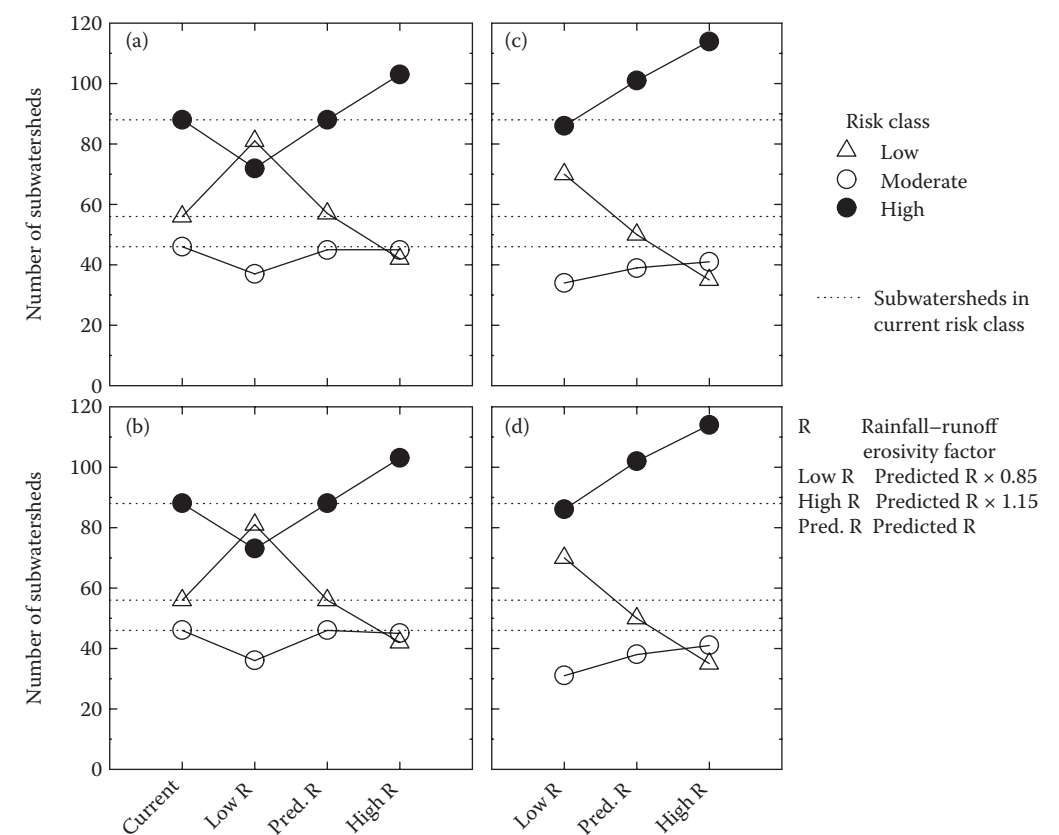 120
100
80
60
40
20
0
Number of subwatersheds
(a)
(c)
Risk class
Low
Moderate
High
Subwatersheds in
current risk class
120
100
80
60
40
20
0
Number of subwatersheds
(b)
(d)
R Rainfall–runoff
erosivity factor
Low R Predicted R × 0.85
High R Predicted R × 1.15
Pred. R Predicted R
Current
Low R
Pred. R
High R
Low R
Pred. R
High R